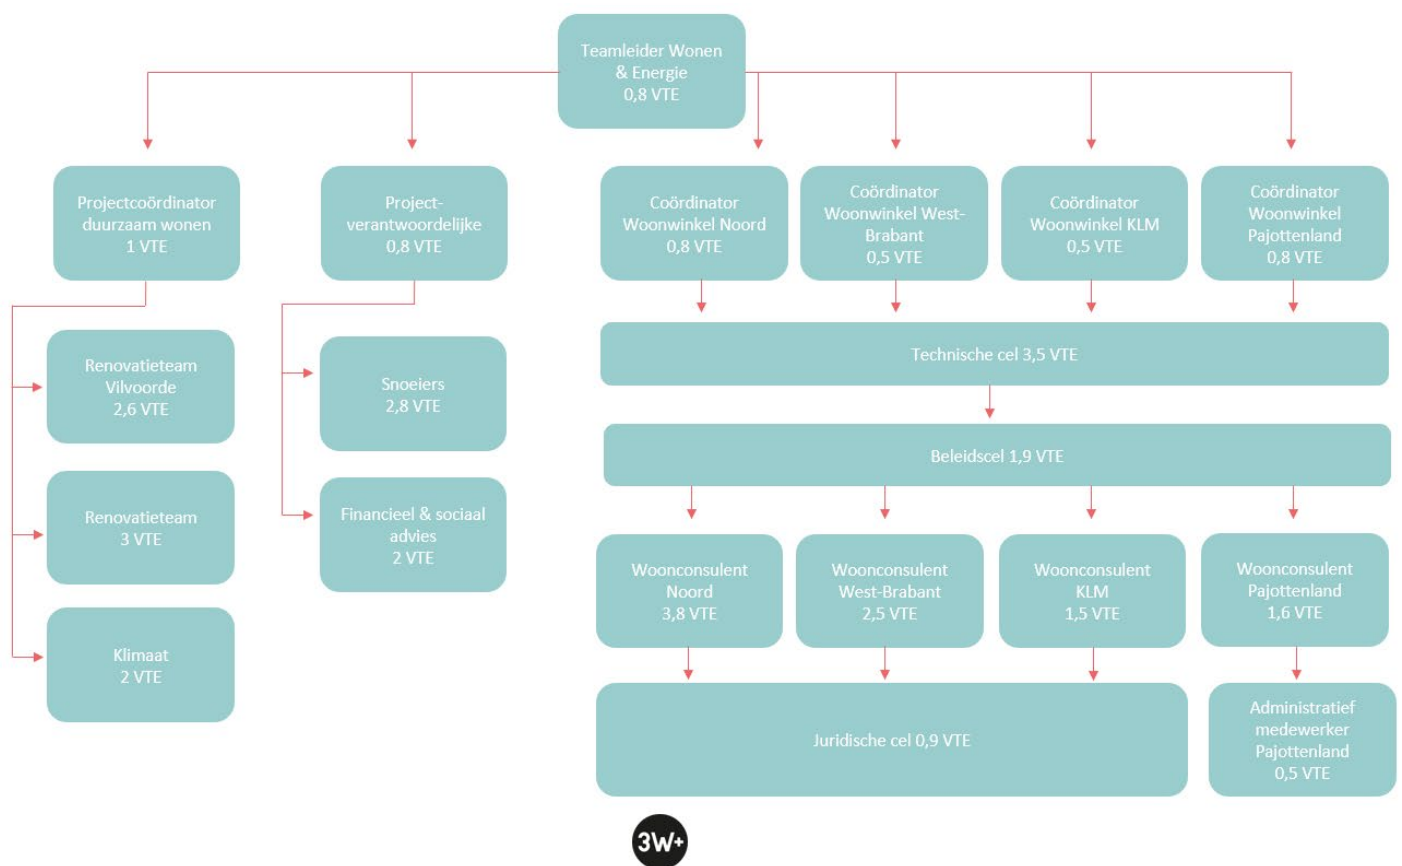 Teamleider Wonen
& Energie
0,8 VTE
Projectcoördinator
duurzaam wonen
1 VTE
Project-
verantwoordelijke
0,8 VTE
Coördinator
Woonwinkel Noord
0,8 VTE
Coördinator
Woonwinkel West-
Brabant
0,5 VTE
Coördinator
Woonwinkel KLM
0,5 VTE
Coördinator
Woonwinkel
Pajottenland
0,8 VTE
Renovatieteam
Vilvoorde
2,6 VTE
Snoeiers
2,8 VTE
Technische cel 3,5 VTE
Beleidscel 1,9 VTE
Renovatieteam
3 VTE
Financieel & sociaal
advies
2 VTE
Woonconsulent
Noord
3,8 VTE
Woonconsulent
West-Brabant
2,5 VTE
Woonconsulent
KLM
1,5 VTE
Woonconsulent
Pajottenland
1,6 VTE
Klimaat
2 VTE
Juridische cel 0,9 VTE
Administratief
medewerker
Pajottenland
0,5 VTE
3W+